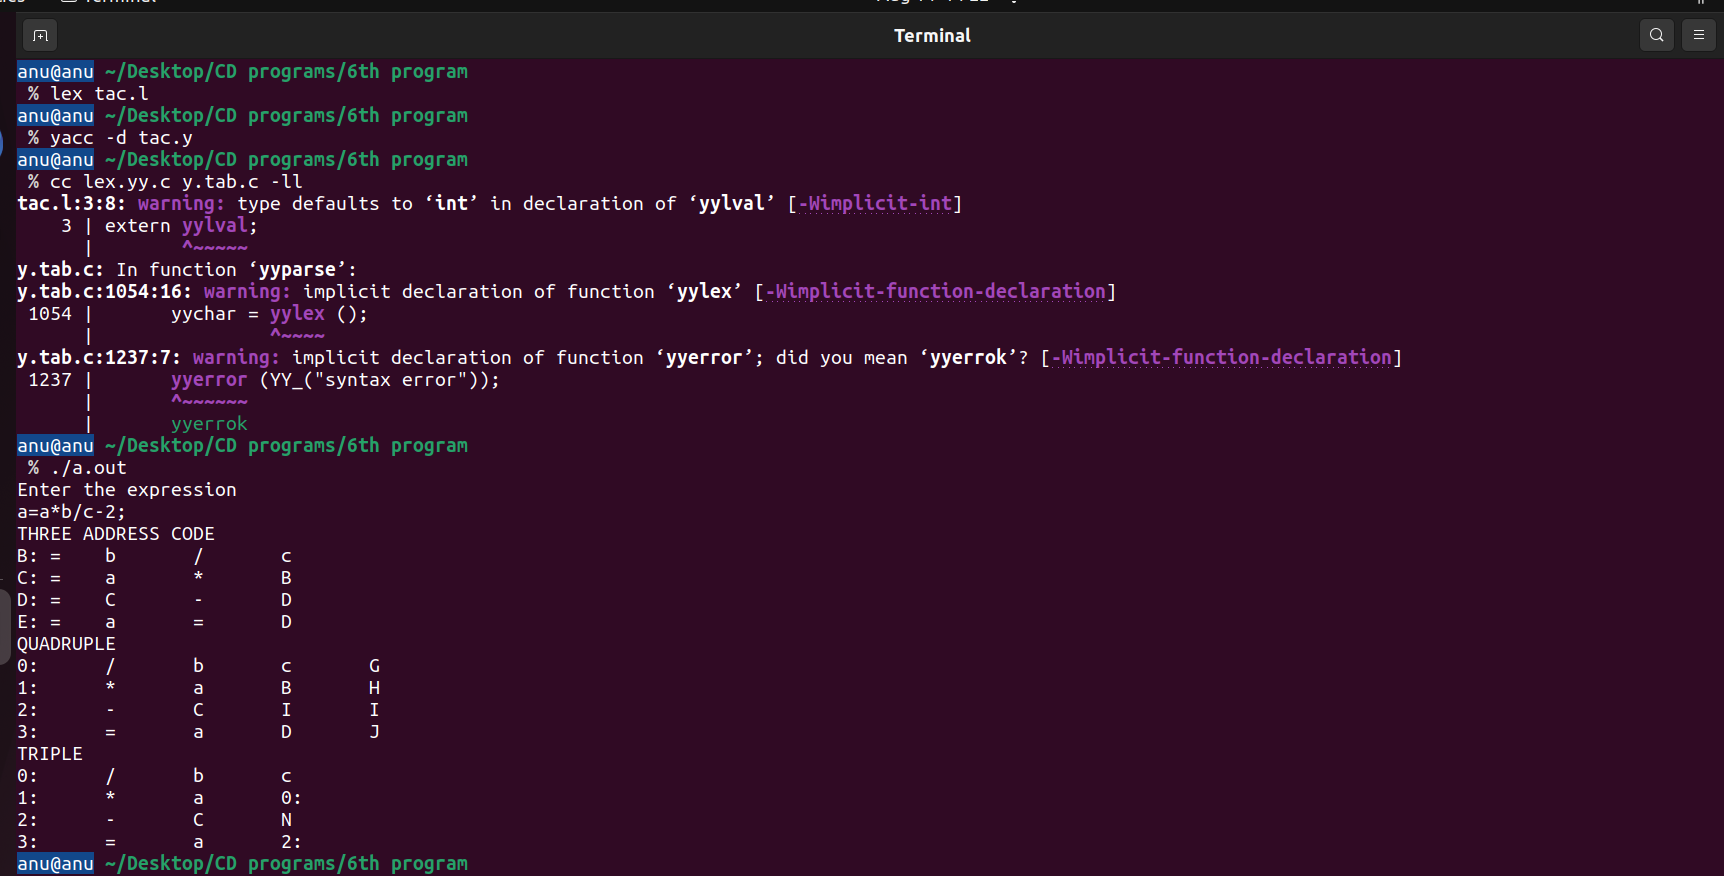 Terminal
anu@anu ~/Desktop/CD programs/6th program
% lex tac.l
anu@anu ~/Desktop/CD programs/6th program
% yacc -d tac.y
anu@anu ~/Desktop/CD programs/6th program
% cc lex.yy.c y.tab.c -ll
tac.l:3:8: warning: type defaults to ‘int’ in declaration of ‘yylval’ [-Wimplicit-int]
3 | extern yylval;
| ^~~~~~
y.tab.c: In function ‘yyparse’:
y.tab.c:1054:16: warning: implicit declaration of function ‘yylex’ [-Wimplicit-function-declaration]
1054 | yychar = yylex ();
| ^~~~~
y.tab.c:1237:7: warning: implicit declaration of function ‘yyerror’; did you mean ‘yyerrok’? [-Wimplicit-function-declaration]
1237 | yyerror (YY_("syntax error"));
| ^~~~~~~
| yyerrok
anu@anu ~/Desktop/CD programs/6th program
% ./a.out
Enter the expression
a=a*b/c-2;
THREE ADDRESS CODE
B: = b / c
C: = a * B
D: = C - D
E: = a = D
QUADRUPLE
0: / b c G
1: * a B H
2: - C I I
3: = a D J
TRIPLE
0: / b c
1: * a 0:
2: - C N
3: = a 2:
anu@anu ~/Desktop/CD programs/6th program